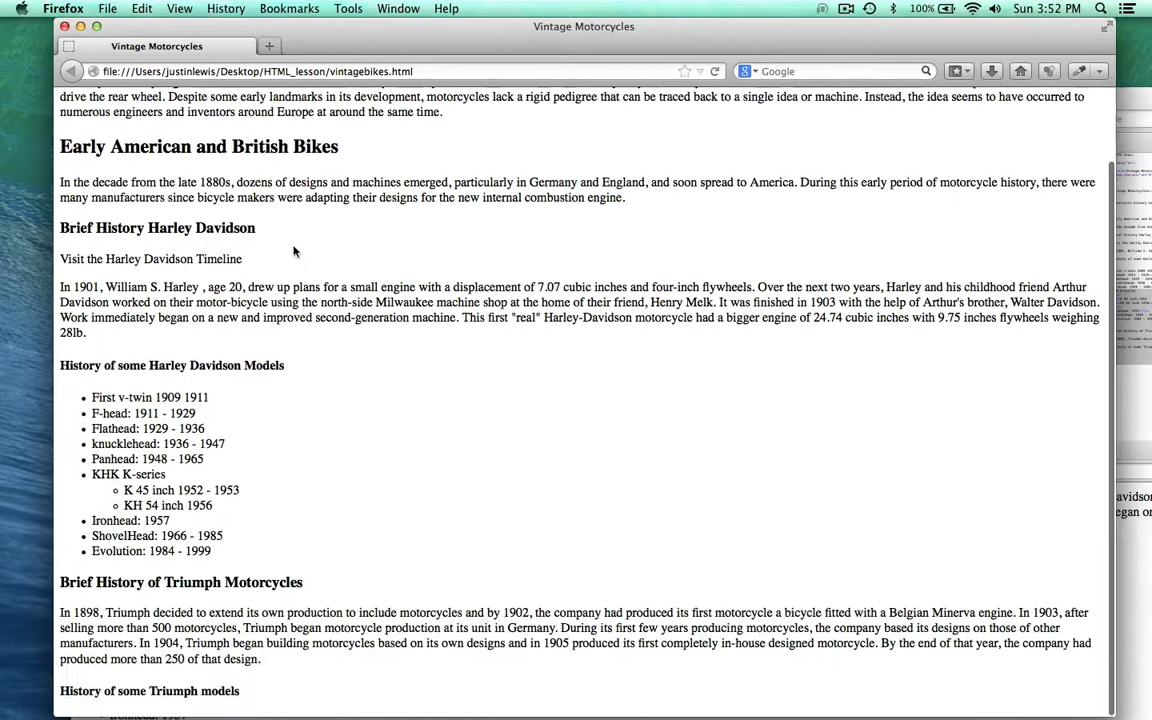 Firefox File Edit View History Bookmarks Tools Window Help 100% Sun 3:52 PM
Vintage Motorcycles
Vintage Motorcycles
file:///Users/justinlewis/Desktop/HTML_lesson/vintagebikes.html Google
drive the rear wheel. Despite some early landmarks in its development, motorcycles lack a rigid pedigree that can be traced back to a single idea or machine. Instead, the idea seems to have occurred to
numerous engineers and inventors around Europe at around the same time.
Early American and British Bikes
In the decade from the late 1880s, dozens of designs and machines emerged, particularly in Germany and England, and soon spread to America. During this early period of motorcycle history, there were
many manufacturers since bicycle makers were adapting their designs for the new internal combustion engine.
Brief History Harley Davidson
Visit the Harley Davidson Timeline
In 1901, William S. Harley , age 20, drew up plans for a small engine with a displacement of 7.07 cubic inches and four-inch flywheels. Over the next two years, Harley and his childhood friend Arthur
Davidson worked on their motor-bicycle using the north-side Milwaukee machine shop at the home of their friend, Henry Melk. It was finished in 1903 with the help of Arthur's brother, Walter Davidson.
Work immediately began on a new and improved second-generation machine. This first "real" Harley-Davidson motorcycle had a bigger engine of 24.74 cubic inches with 9.75 inches flywheels weighing
28lb.
History of some Harley Davidson Models
First v-twin 1909 1911
F-head: 1911 - 1929
Flathead: 1929 - 1936
knucklehead: 1936 - 1947
Panhead: 1948 - 1965
KHK K-series
K 45 inch 1952 - 1953
KH 54 inch 1956
Ironhead: 1957
ShovelHead: 1966 - 1985
Evolution: 1984 - 1999
Brief History of Triumph Motorcycles
In 1898, Triumph decided to extend its own production to include motorcycles and by 1902, the company had produced its first motorcycle a bicycle fitted with a Belgian Minerva engine. In 1903, after
selling more than 500 motorcycles, Triumph began motorcycle production at its unit in Germany. During its first few years producing motorcycles, the company based its designs on those of other
manufacturers. In 1904, Triumph began building motorcycles based on its own designs and in 1905 produced its first completely in-house designed motorcycle. By the end of that year, the company had
produced more than 250 of that design.
History of some Triumph models